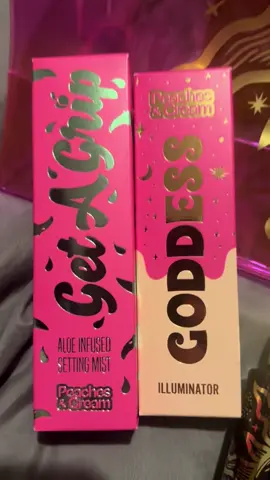 Get A Grip
ALOE INFUSED
SETTING MIST
Peaches
& Cream
Peaches
& Cream
GODDESS
ILLUMINATOR